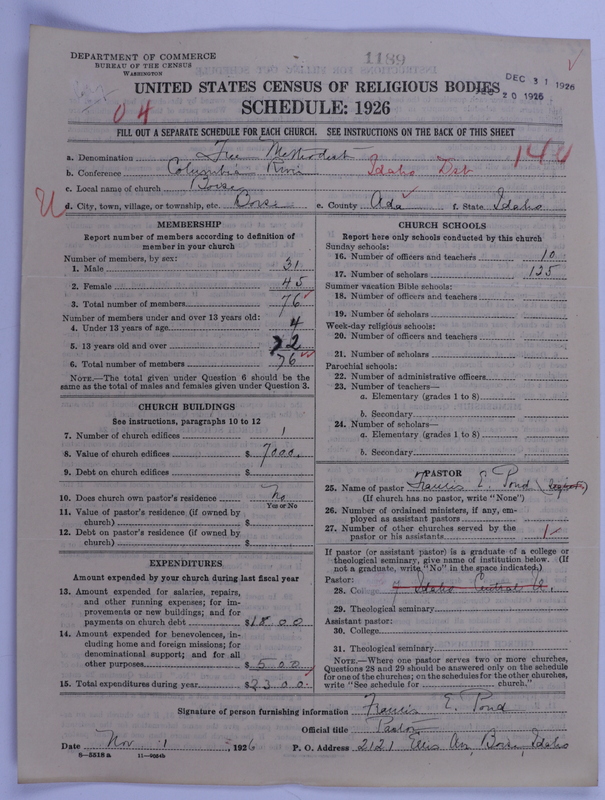 1189
DEPARTMENT OF COMMERCE
BUREAU OF THE CENSUS
WASHINGTON
DEC 31 1926
DEC 20 1926
UNITED STATES CENSUS OF RELIGIOUS BODIES
SCHEDULE: 1926
04
FILL OUT A SEPARATE SCHEDULE FOR EACH CHURCH. SEE INSTRUCTIONS ON THE BACK OF THIS SHEET
a. Denomination Free Methodist 144
b. Conference Columbia River Idaho Dist
c. Local name of church Boise
d. City, town, village, or township, etc. Boise e. County Ada f. State Idaho
MEMBERSHIP
Report number of members according to definition of
member in your church
Number of members, by sex:
1. Male 31
2. Female 45
3. Total number of members 76
Number of members under and over 13 years old:
4. Under 13 years of age 4
5. 13 years old and over 72
6. Total number of members 76
NOTE.—The total given under Question 6 should be the
same as the total of males and females given under Question 3.
CHURCH BUILDINGS
See instructions, paragraphs 10 to 12
7. Number of church edifices 1
8. Value of church edifices $ 7000.
9. Debt on church edifices $
10. Does church own pastor's residence No
Yes or No
11. Value of pastor's residence (if owned by
church) $
12. Debt on pastor's residence (if owned by
church) $
EXPENDITURES
Amount expended by your church during last fiscal year
13. Amount expended for salaries, repairs,
and other running expenses; for im-
provements or new buildings; and for
payments on church debt $ 1800
14. Amount expended for benevolences, in-
cluding home and foreign missions; for
denominational support; and for all
other purposes $ 500
15. Total expenditures during year $ 2300.
CHURCH SCHOOLS
Report here only schools conducted by this church
Sunday schools:
16. Number of officers and teachers 10
17. Number of scholars 125
Summer vacation Bible schools:
18. Number of officers and teachers
19. Number of scholars
Week-day religious schools:
20. Number of officers and teachers
21. Number of scholars
Parochial schools:
22. Number of administrative officers
23. Number of teachers—
a. Elementary (grades 1 to 8)
b. Secondary
24. Number of scholars—
a. Elementary (grades 1 to 8)
b. Secondary
PASTOR
25. Name of pastor Francis E. Pond
(If church has no pastor, write "None")
26. Number of ordained ministers, if any, em-
ployed as assistant pastors
27. Number of other churches served by the
pastor or his assistants 1
If pastor (or assistant pastor) is a graduate of a college or
theological seminary, give name of institution below. (If
not a graduate, write "No" in the space indicated.)
Pastor:
28. College Idaho Central U.
29. Theological seminary
Assistant pastor:
30. College
31. Theological seminary
NOTE.—Where one pastor serves two or more churches,
Questions 28 and 29 should be answered only on the schedule
for one of the churches; on the schedules for the other churches,
write "See schedule for church."
Signature of person furnishing information Francis E. Pond
Official title Pastor
Date Nov 1, 1926 P. O. Address 2121 Ellis Av, Boise, Idaho
8—5518 a 11—9034b